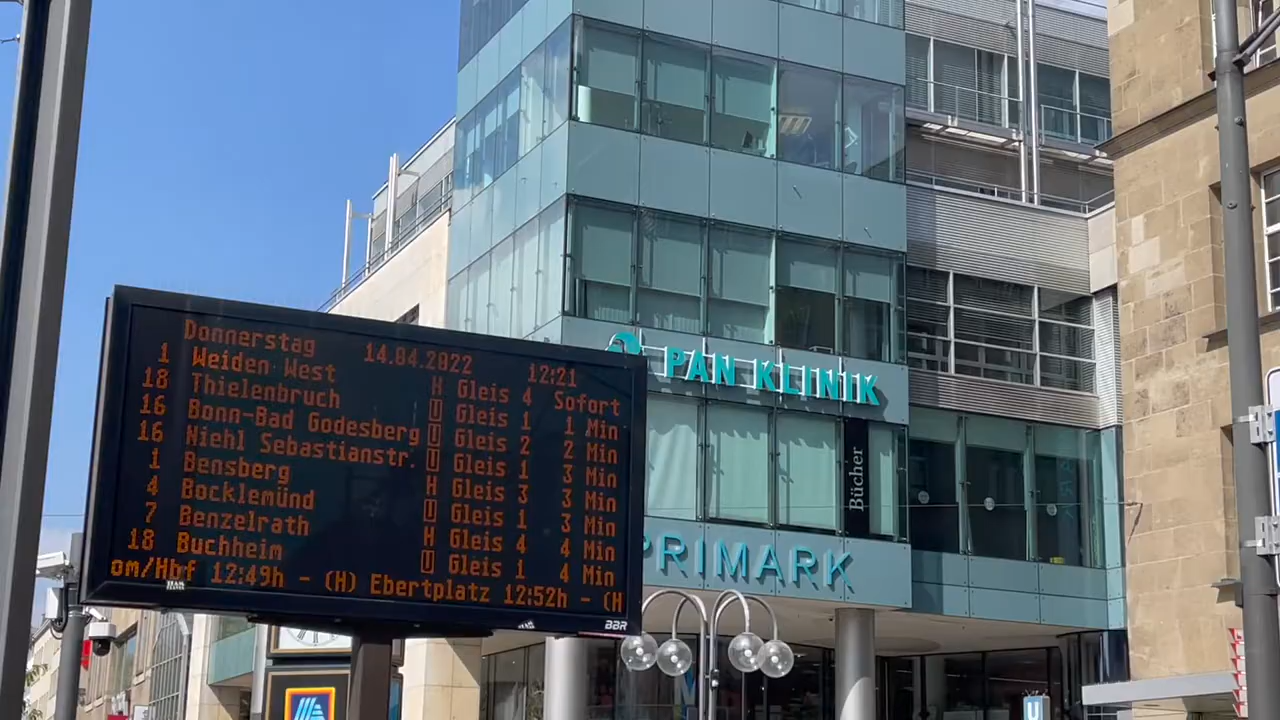 Donnerstag 14.04.2022 12:21
1 Weiden West H Gleis 4 Sofort
18 Thielenbruch U Gleis 1 1 Min
16 Bonn-Bad Godesberg U Gleis 2 2 Min
16 Niehl Sebastianstr. U Gleis 1 3 Min
1 Bensberg H Gleis 3 3 Min
4 Bocklemünd U Gleis 1 3 Min
7 Benzelrath H Gleis 4 4 Min
18 Buchheim U Gleis 1 4 Min
om/Hbf 12:49h - (H) Ebertplatz 12:52h - (H
BBR
PAN KLINIK
Bücher
PRIMARK
U